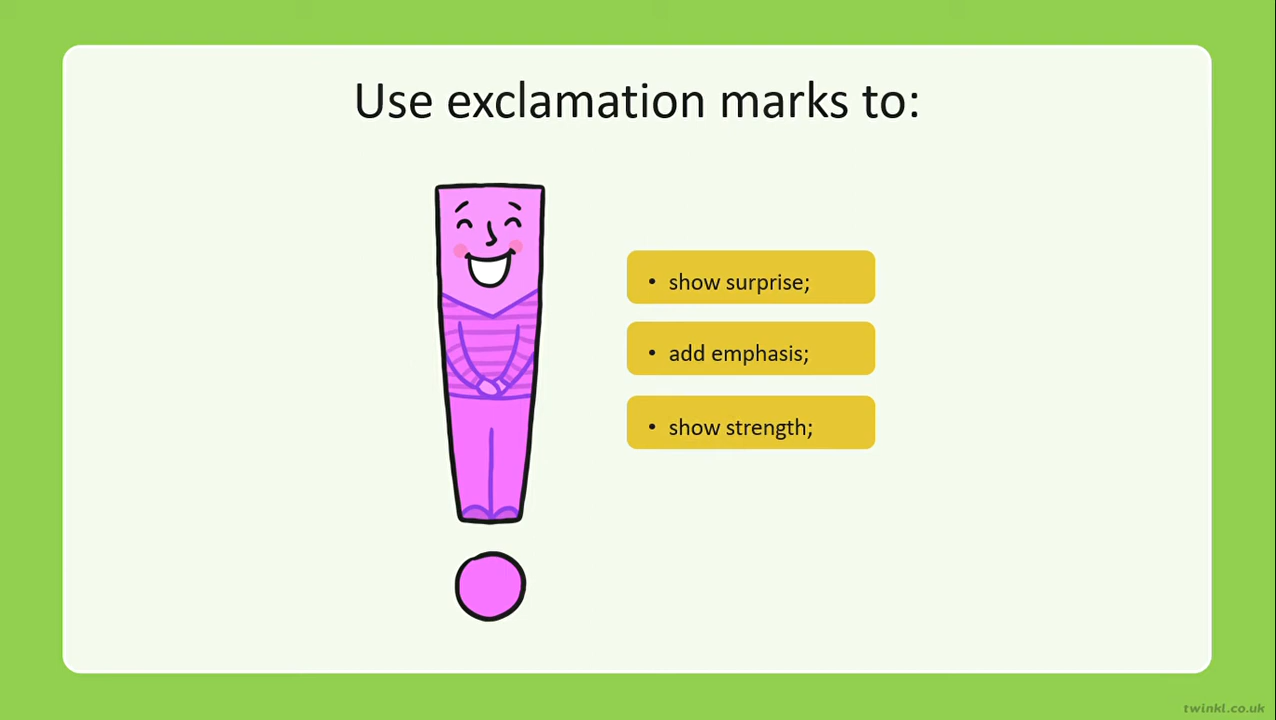 Use exclamation marks to:
• show surprise;
• add emphasis;
• show strength;
twinkl.co.uk